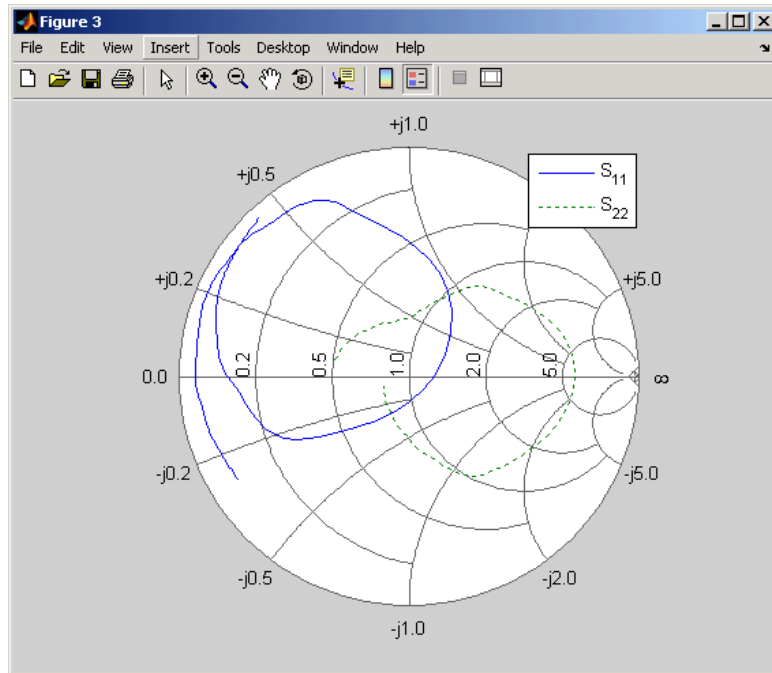 Figure 3
File Edit View Insert Tools Desktop Window Help
+j1.0
+j0.5
S11
S22
+j0.2
+j5.0
0.0
0.2
0.5
1.0
2.0
5.0
∞
-j0.2
-j5.0
-j0.5
-j2.0
-j1.0